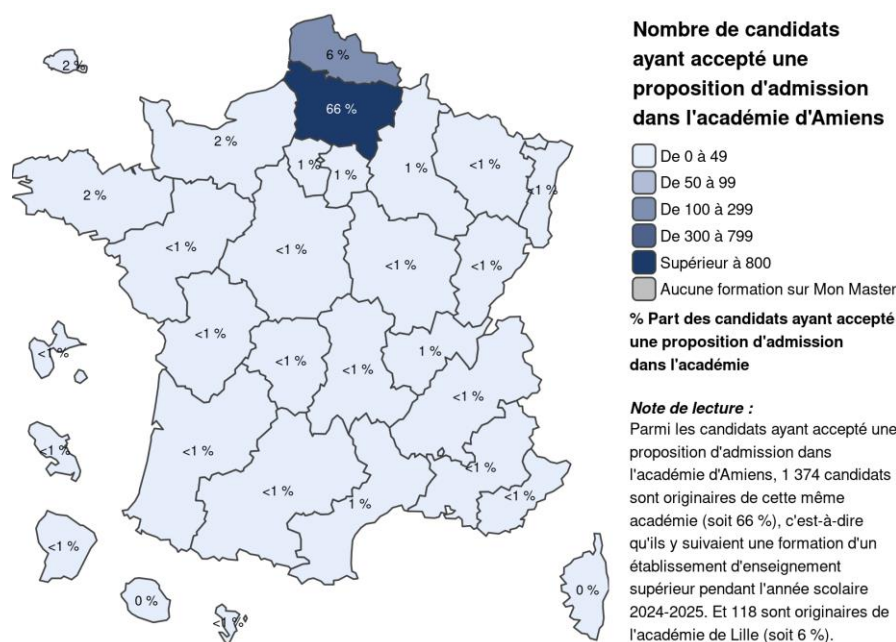 Nombre de candidats
ayant accepté une
proposition d'admission
dans l'académie d'Amiens
De 0 à 49
De 50 à 99
De 100 à 299
De 300 à 799
Supérieur à 800
Aucune formation sur Mon Master
% Part des candidats ayant accepté
une proposition d'admission
dans l'académie
Note de lecture :
Parmi les candidats ayant accepté une
proposition d'admission dans
l'académie d'Amiens, 1 374 candidats
sont originaires de cette même
académie (soit 66 %), c'est-à-dire
qu'ils y suivaient une formation d'un
établissement d'enseignement
supérieur pendant l'année scolaire
2024-2025. Et 118 sont originaires de
l'académie de Lille (soit 6 %).
6 %
2 %
66 %
2 %
1 %
1 %
1 %
<1 %
<1 %
2 %
<1 %
<1 %
<1 %
<1 %
<1 %
<1 %
<1 %
1 %
<1 %
<1 %
<1 %
<1 %
<1 %
<1 %
<1 %
1 %
<1 %
0 %
0 %
<1 %